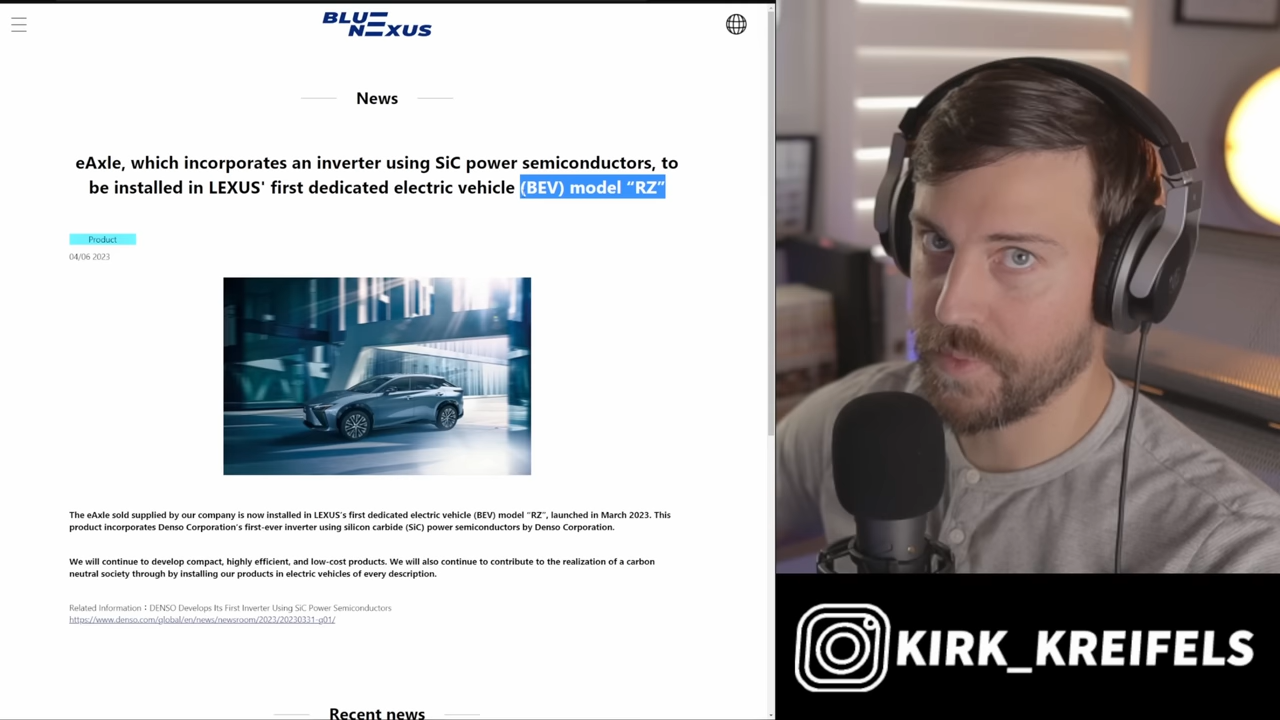 BLUE
NEXUS
News
eAxle, which incorporates an inverter using SiC power semiconductors, to
be installed in LEXUS' first dedicated electric vehicle (BEV) model “RZ”
Product
04/06 2023
The eAxle sold supplied by our company is now installed in LEXUS's first dedicated electric vehicle (BEV) model “RZ”, launched in March 2023. This
product incorporates Denso Corporation's first-ever inverter using silicon carbide (SiC) power semiconductors by Denso Corporation.
We will continue to develop compact, highly efficient, and low-cost products. We will also continue to contribute to the realization of a carbon
neutral society through by installing our products in electric vehicles of every description.
Related Information：DENSO Develops Its First Inverter Using SiC Power Semiconductors
https://www.denso.com/global/en/news/newsroom/2023/20230331-g01/
Recent news
KIRK_KREIFELS